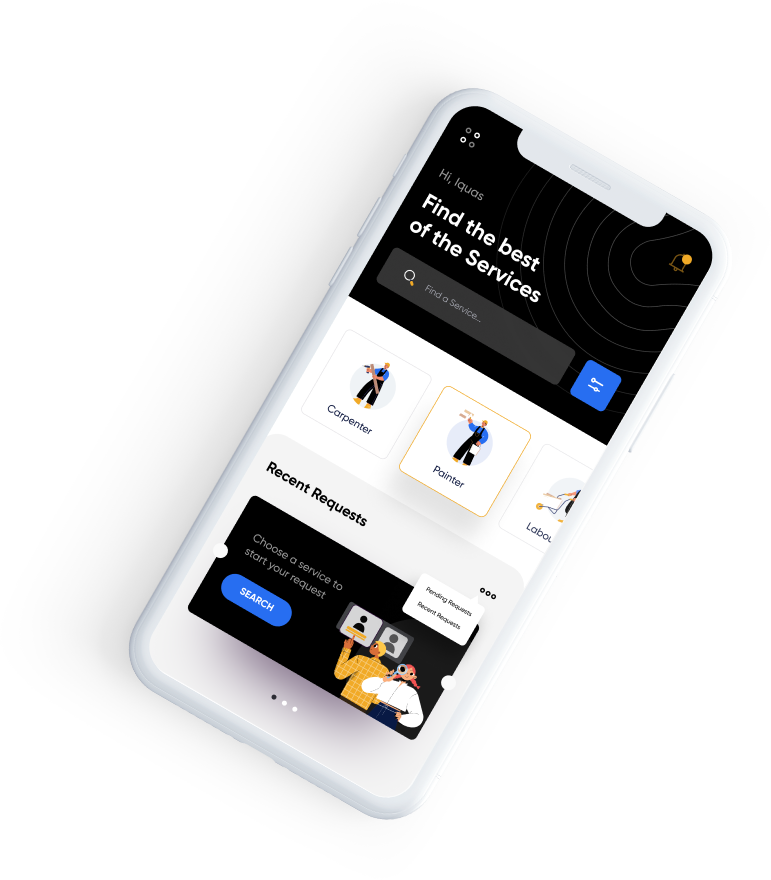 Hi, Iquas
Find the best
of the Services
Find a Service...
Carpenter
Painter
Labou
Recent Requests
Choose a service to
start your request
SEARCH
Pending Requests
Recent Requests